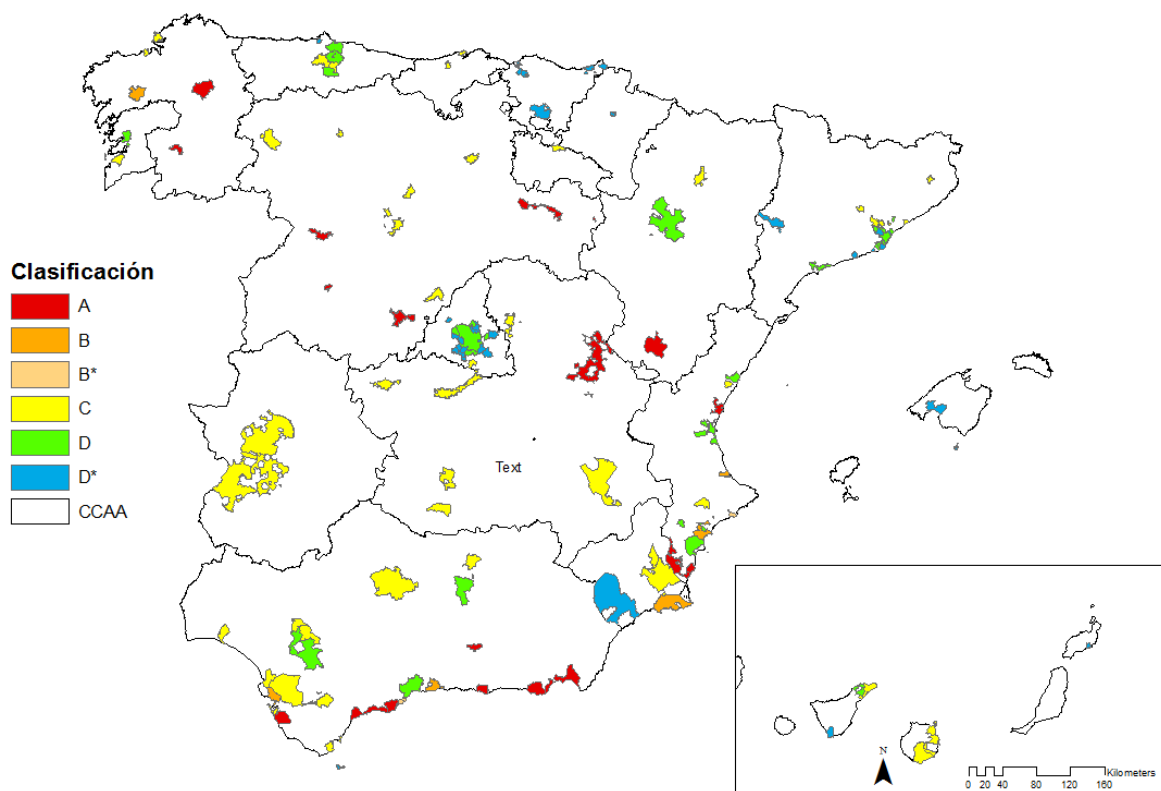 Clasificación
A
B
B*
C
D
D*
CCAA
Text
N
Kilometers
0 20 40 80 120 160